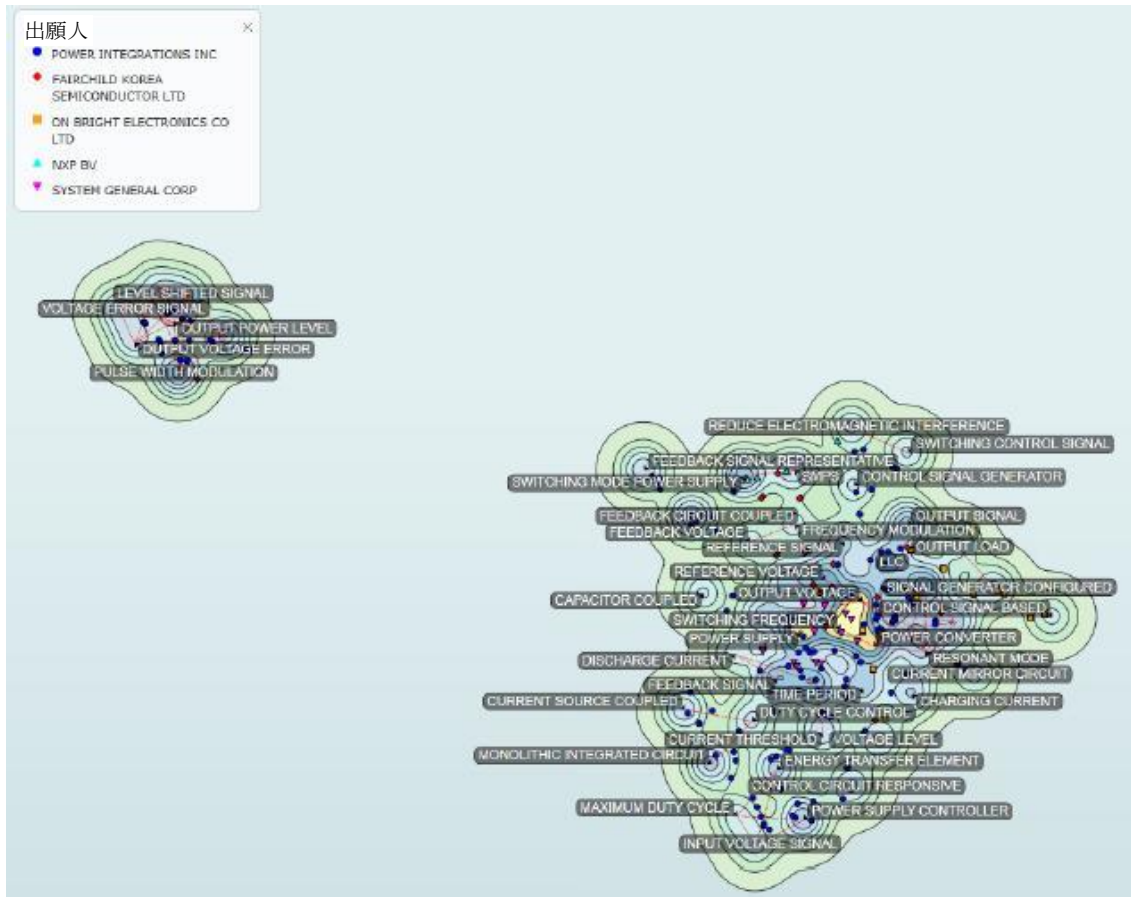 出願人
×
POWER INTEGRATIONS INC
FAIRCHILD KOREA
SEMICONDUCTOR LTD
ON BRIGHT ELECTRONICS CO
LTD
NXP BV
SYSTEM GENERAL CORP
LEVEL SHIFTED SIGNAL
VOLTAGE ERROR SIGNAL
OUTPUT POWER LEVEL
OUTPUT VOLTAGE ERROR
PULSE WIDTH MODULATION
REDUCE ELECTROMAGNETIC INTERFERENCE
SWITCHING CONTROL SIGNAL
FEEDBACK SIGNAL REPRESENTATIVE
SWITCHING MODE POWER SUPPLY
SMPS
CONTROL SIGNAL GENERATOR
FEEDBACK CIRCUIT COUPLED
OUTPUT SIGNAL
FEEDBACK VOLTAGE
FREQUENCY MODULATION
REFERENCE SIGNAL
OUTPUT LOAD
LLC
REFERENCE VOLTAGE
OUTPUT VOLTAGE
SIGNAL GENERATOR CONFIGURED
CAPACITOR COUPLED
CONTROL SIGNAL BASED
SWITCHING FREQUENCY
POWER SUPPLY
POWER CONVERTER
DISCHARGE CURRENT
RESONANT MODE
CURRENT MIRROR CIRCUIT
FEEDBACK SIGNAL
TIME PERIOD
CURRENT SOURCE COUPLED
CHARGING CURRENT
DUTY CYCLE CONTROL
CURRENT THRESHOLD
VOLTAGE LEVEL
MONOLITHIC INTEGRATED CIRCUIT
ENERGY TRANSFER ELEMENT
CONTROL CIRCUIT RESPONSIVE
MAXIMUM DUTY CYCLE
POWER SUPPLY CONTROLLER
INPUT VOLTAGE SIGNAL